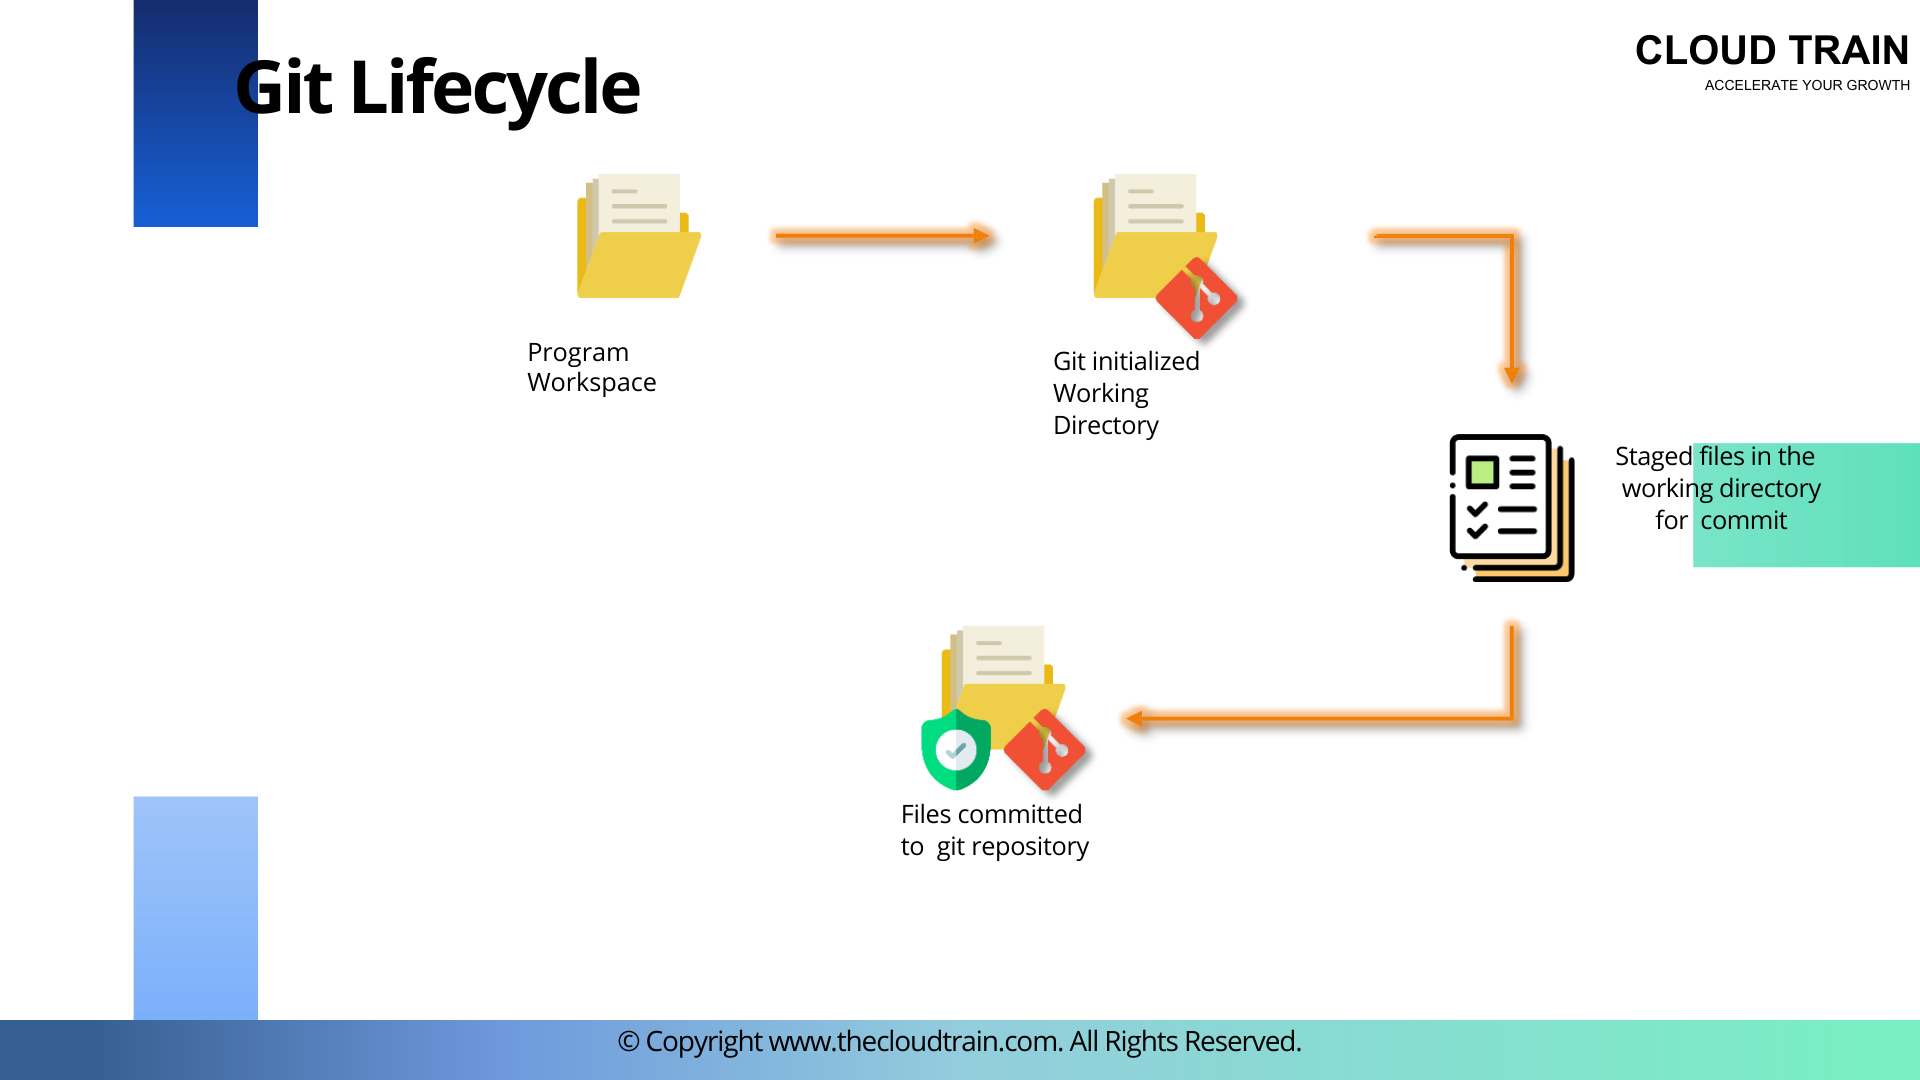 Git Lifecycle
CLOUD TRAIN
ACCELERATE YOUR GROWTH
Program
Workspace
Git initialized
Working
Directory
Staged files in the
working directory
for commit
Files committed
to git repository
© Copyright www.thecloudtrain.com. All Rights Reserved.